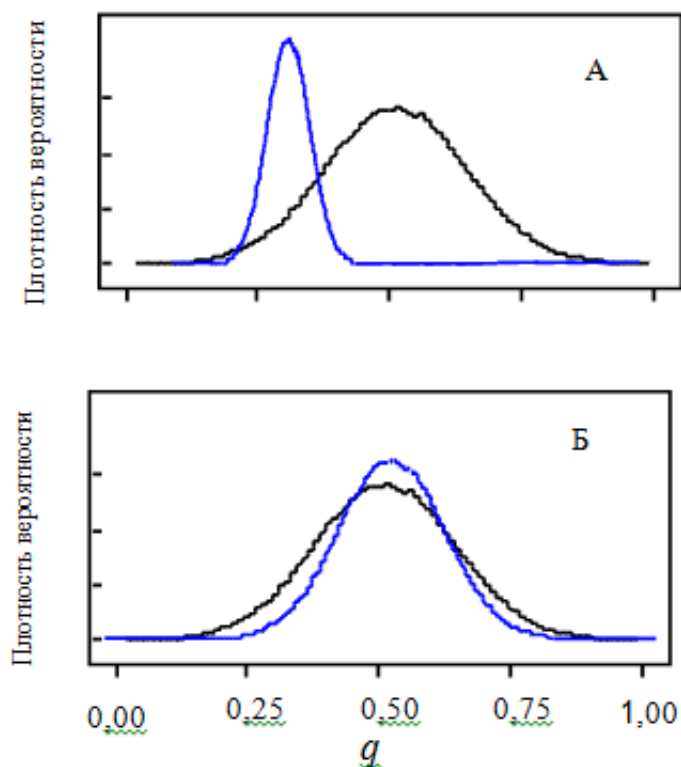 Плотность вероятности
А
Плотность вероятности
Б
0,00 0,25 0,50 0,75 1,00
q